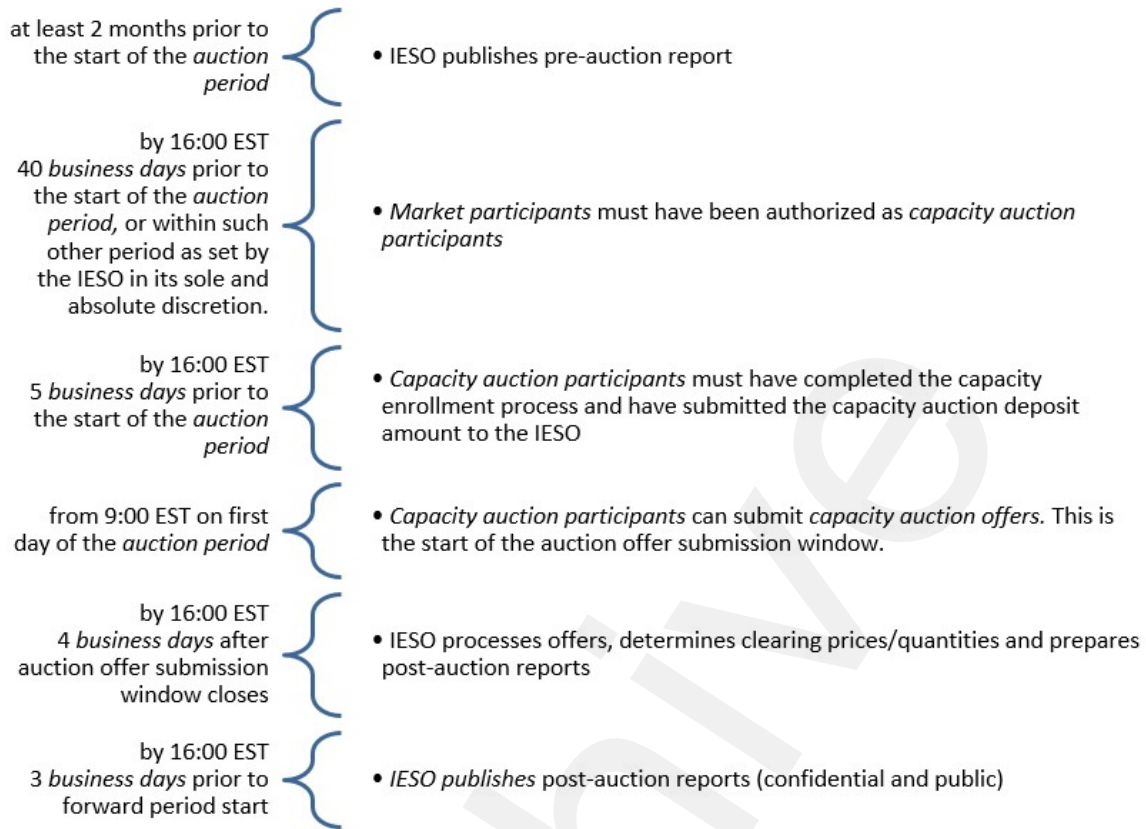 at least 2 months prior to
the start of the auction
period
• IESO publishes pre-auction report
by 16:00 EST
40 business days prior to
the start of the auction
period, or within such
other period as set by
the IESO in its sole and
absolute discretion.
• Market participants must have been authorized as capacity auction
participants
by 16:00 EST
5 business days prior to
the start of the auction
period
• Capacity auction participants must have completed the capacity
enrollment process and have submitted the capacity auction deposit
amount to the IESO
from 9:00 EST on first
day of the auction period
• Capacity auction participants can submit capacity auction offers. This is
the start of the auction offer submission window.
by 16:00 EST
4 business days after
auction offer submission
window closes
• IESO processes offers, determines clearing prices/quantities and prepares
post-auction reports
by 16:00 EST
3 business days prior to
forward period start
• IESO publishes post-auction reports (confidential and public)
hive